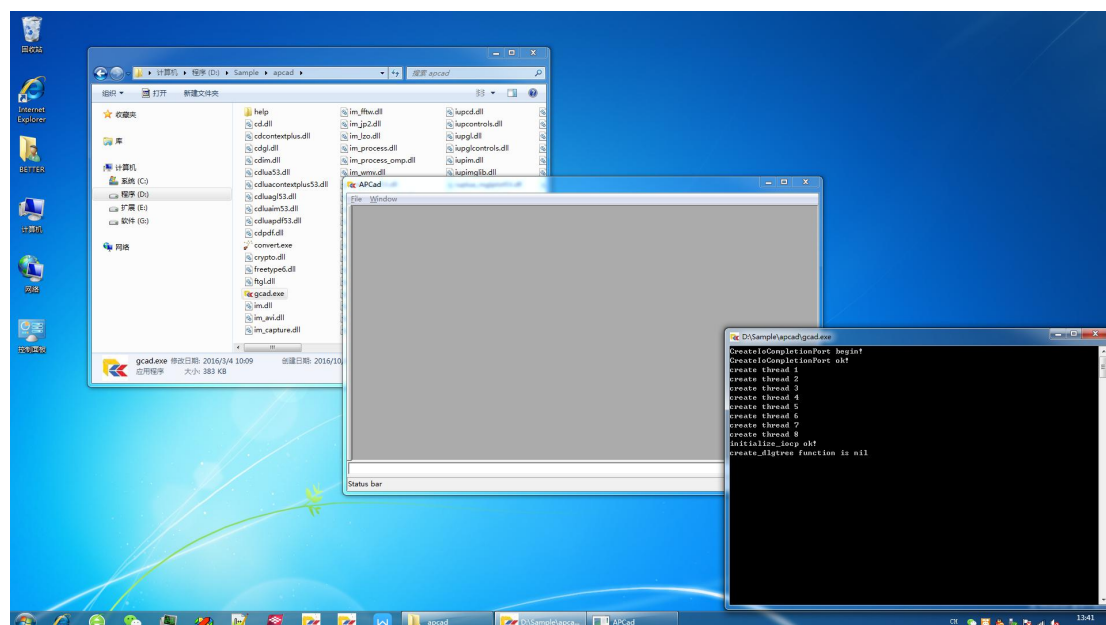 回收站
Internet
Explorer
BETTER
计算机
网络
控制面板
计算机 ▸ 程序 (D:) ▸ Sample ▸ apcad ▸
搜索 apcad
组织 打开 新建文件夹
收藏夹
库
计算机
系统 (C:)
程序 (D:)
扩展 (E:)
软件 (G:)
网络
help
cd.dll
cdcontextplus.dll
cdgl.dll
cdim.dll
cdlua53.dll
cdluacontextplus53.dll
cdluagl53.dll
cdluaim53.dll
cdluapdf53.dll
cdpdf.dll
convert.exe
crypto.dll
freetype6.dll
ftgl.dll
gcad.exe
im.dll
im_avi.dll
im_capture.dll
im_fftw.dll
im_jp2.dll
im_lzo.dll
im_process.dll
im_process_omp.dll
im_wmv.dll
iupcd.dll
iupcontrols.dll
iupgl.dll
iupglcontrols.dll
iupim.dll
iupimglib.dll
gcad.exe 修改日期: 2016/3/4 10:09 创建日期: 2016/10,
应用程序 大小: 383 KB
APCad
File Window
Status bar
D:\Sample\apcad\gcad.exe
CreateIoCompletionPort begin!
CreateIoCompletionPort ok!
create thread 1
create thread 2
create thread 3
create thread 4
create thread 5
create thread 6
create thread 7
create thread 8
initialize_iocp ok!
create_dlgtree function is nil
apcad
D:\Sample\apca...
APCad
CH
13:41